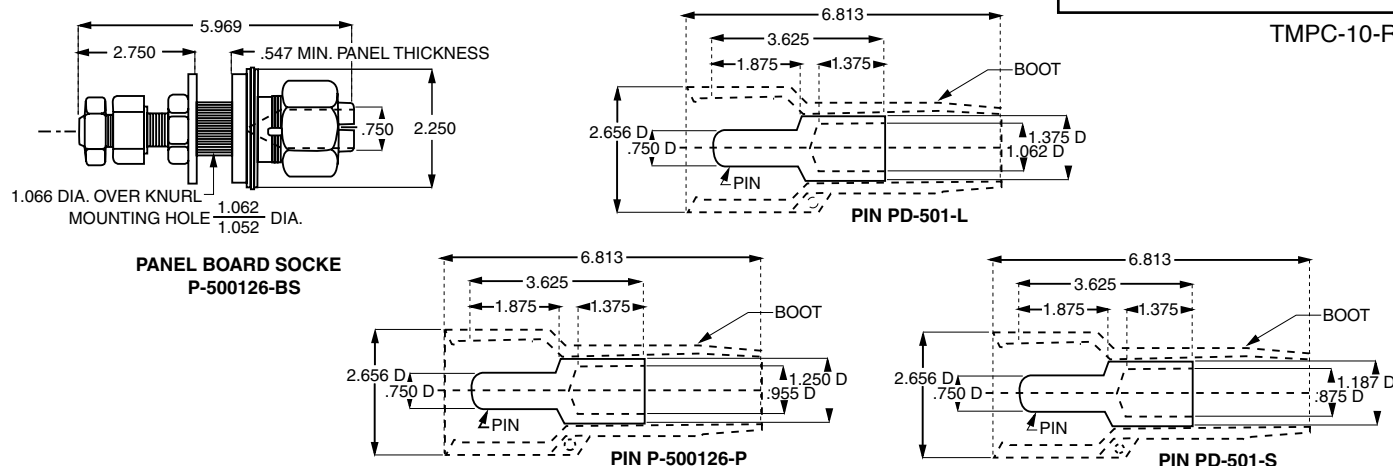 5.969
2.750
.547 MIN. PANEL THICKNESS
.750
2.250
1.066 DIA. OVER KNURL
MOUNTING HOLE 1.062
1.052 DIA.
PANEL BOARD SOCKE
P-500126-BS
6.813
3.625
1.875
1.375
BOOT
2.656 D
.750 D
1.375 D
1.062 D
PIN
PIN PD-501-L
TMPC-10-R
6.813
3.625
1.875
1.375
BOOT
2.656 D
.750 D
1.250 D
.955 D
PIN
PIN P-500126-P
6.813
3.625
1.875
1.375
BOOT
2.656 D
.750 D
1.187 D
.875 D
PIN
PIN PD-501-S